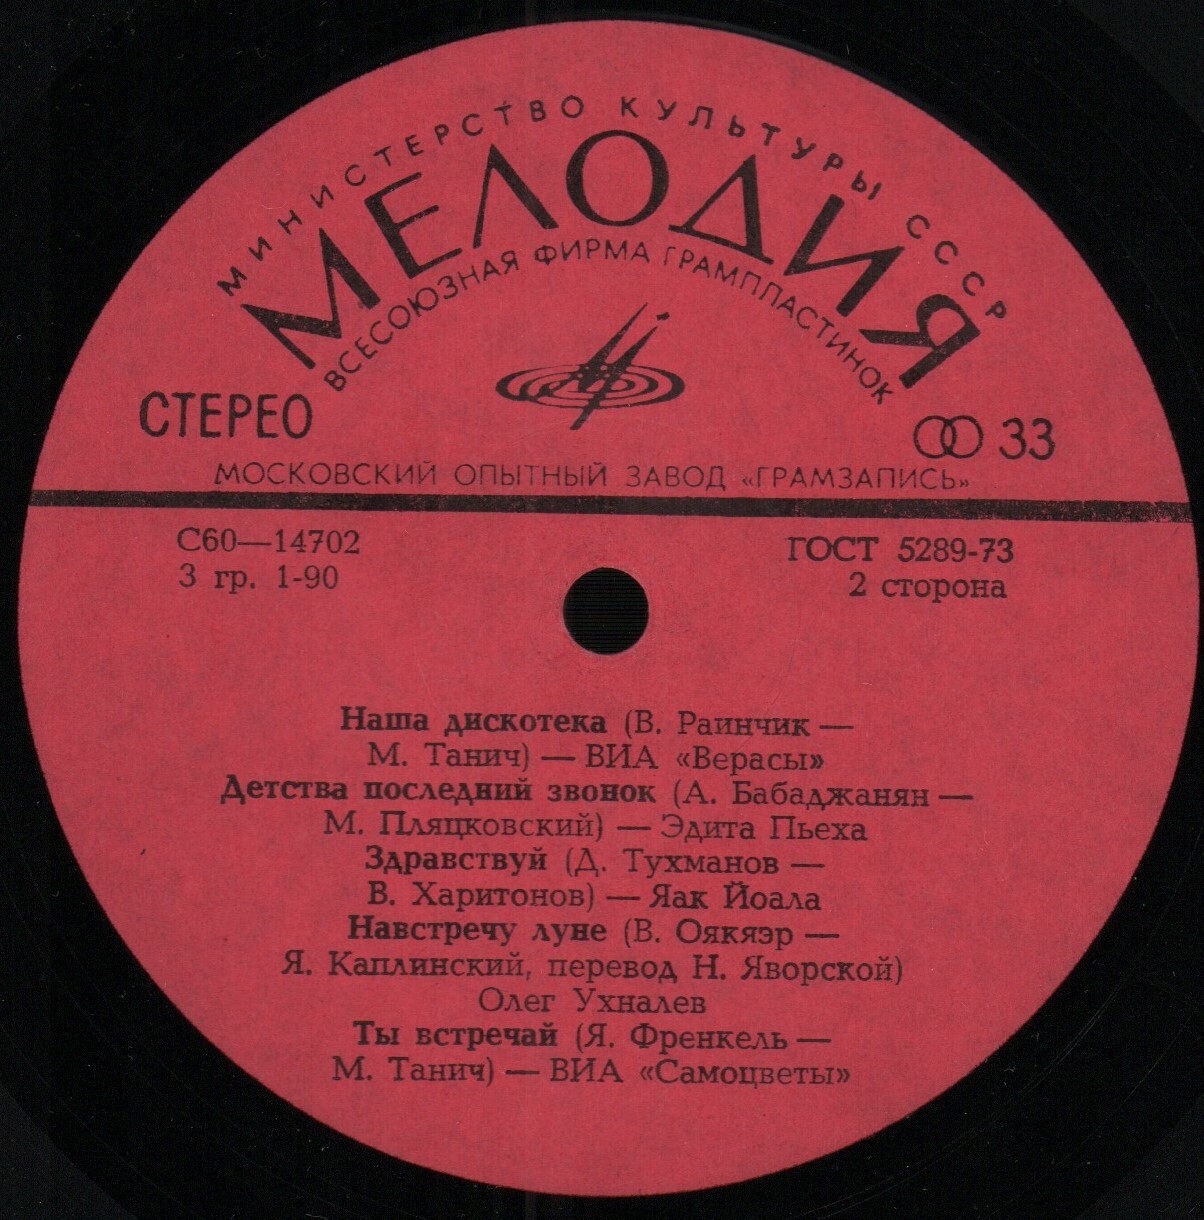 МИНИСТЕРСТВО КУЛЬТУРЫ СССР
МЕЛОДИЯ
ВСЕСОЮЗНАЯ ФИРМА ГРАМПЛАСТИНОК
СТЕРЕО
33
МОСКОВСКИЙ ОПЫТНЫЙ ЗАВОД «ГРАМЗАПИСЬ»
С60—14702
ГОСТ 5289-73
3 гр. 1-90
2 сторона
Наша дискотека (В. Раинчик —
М. Танич) — ВИА «Верасы»
Детства последний звонок (А. Бабаджанян —
М. Пляцковский) — Эдита Пьеха
Здравствуй (Д. Тухманов —
В. Харитонов) — Яак Йоала
Навстречу луне (В. Оякяэр —
Я. Каплинский, перевод Н. Яворской)
Олег Ухналев
Ты встречай (Я. Френкель —
М. Танич) — ВИА «Самоцветы»